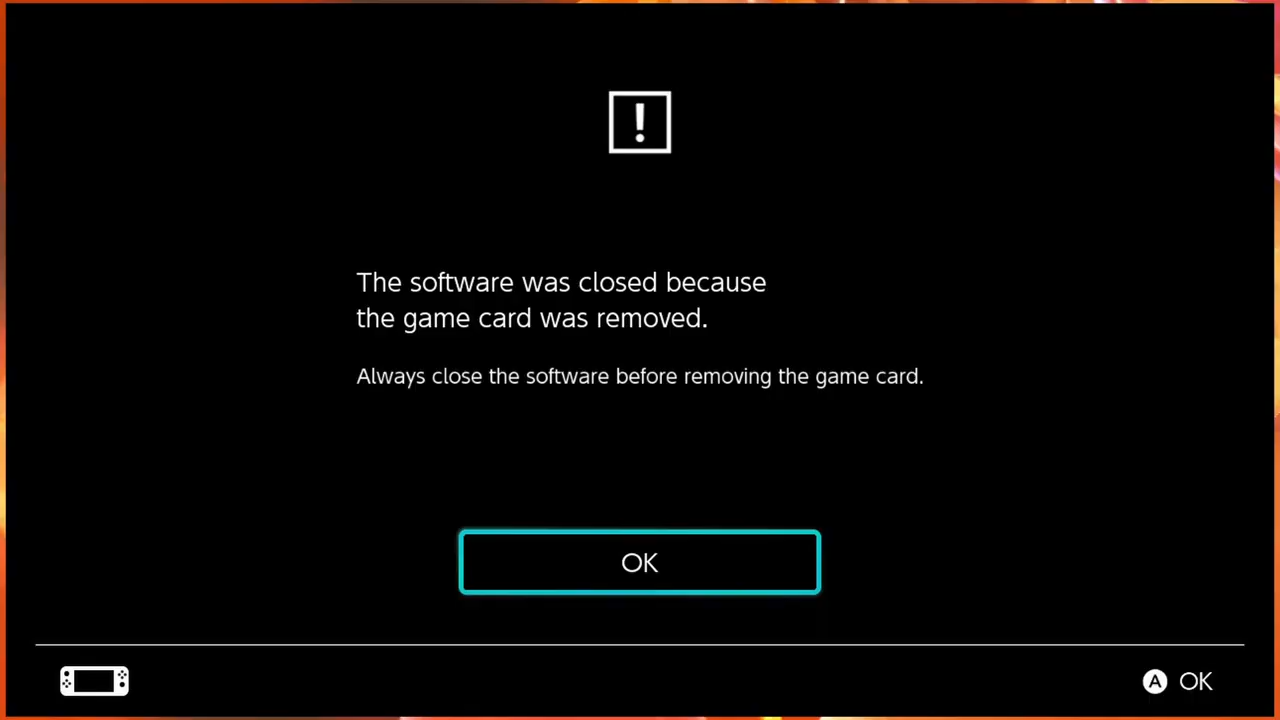 !
The software was closed because
the game card was removed.
Always close the software before removing the game card.
OK
A OK